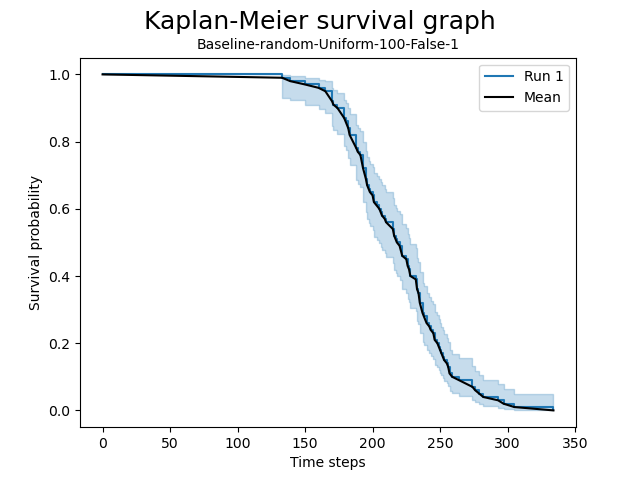 Kaplan-Meier survival graph
Baseline-random-Uniform-100-False-1
Run 1
Mean
Survival probability
1.0
0.8
0.6
0.4
0.2
0.0
0 50 100 150 200 250 300 350
Time steps